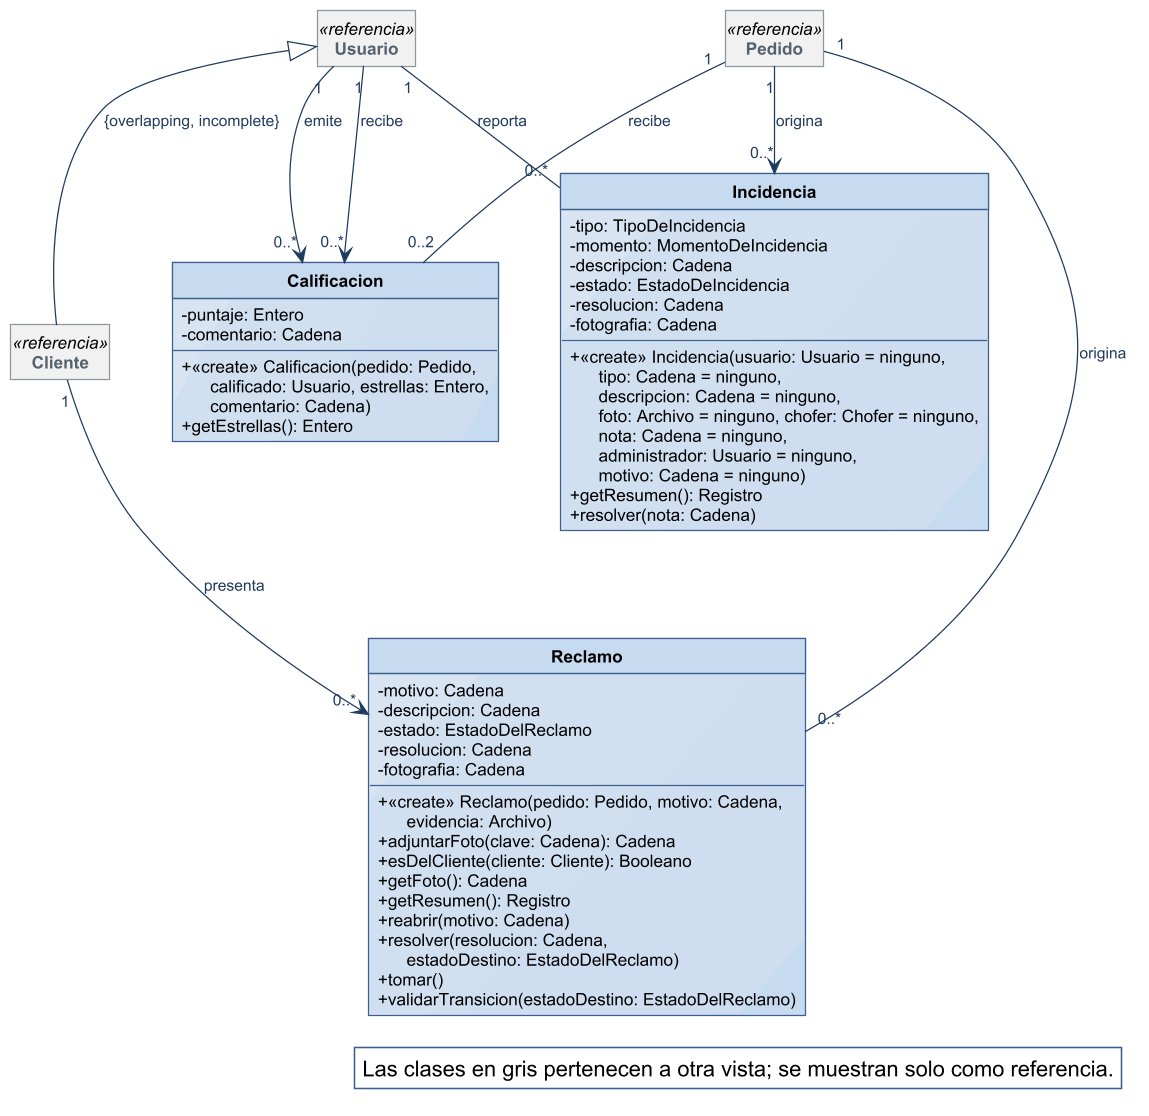 «referencia»
Usuario
«referencia»
Pedido
1
1
1
1
1
1
{overlapping, incomplete}
emite
recibe
reporta
recibe
origina
0..*
0..*
0..*
0..*
0..2
Incidencia
-tipo: TipoDeIncidencia
-momento: MomentoDeIncidencia
-descripcion: Cadena
-estado: EstadoDeIncidencia
-resolucion: Cadena
-fotografia: Cadena
+«create» Incidencia(usuario: Usuario = ninguno,
tipo: Cadena = ninguno,
descripcion: Cadena = ninguno,
foto: Archivo = ninguno, chofer: Chofer = ninguno,
nota: Cadena = ninguno,
administrador: Usuario = ninguno,
motivo: Cadena = ninguno)
+getResumen(): Registro
+resolver(nota: Cadena)
Calificacion
-puntaje: Entero
-comentario: Cadena
+«create» Calificacion(pedido: Pedido,
calificado: Usuario, estrellas: Entero,
comentario: Cadena)
+getEstrellas(): Entero
«referencia»
Cliente
1
origina
presenta
0..*
0..*
Reclamo
-motivo: Cadena
-descripcion: Cadena
-estado: EstadoDelReclamo
-resolucion: Cadena
-fotografia: Cadena
+«create» Reclamo(pedido: Pedido, motivo: Cadena,
evidencia: Archivo)
+adjuntarFoto(clave: Cadena): Cadena
+esDelCliente(cliente: Cliente): Booleano
+getFoto(): Cadena
+getResumen(): Registro
+reabrir(motivo: Cadena)
+resolver(resolucion: Cadena,
estadoDestino: EstadoDelReclamo)
+tomar()
+validarTransicion(estadoDestino: EstadoDelReclamo)
Las clases en gris pertenecen a otra vista; se muestran solo como referencia.